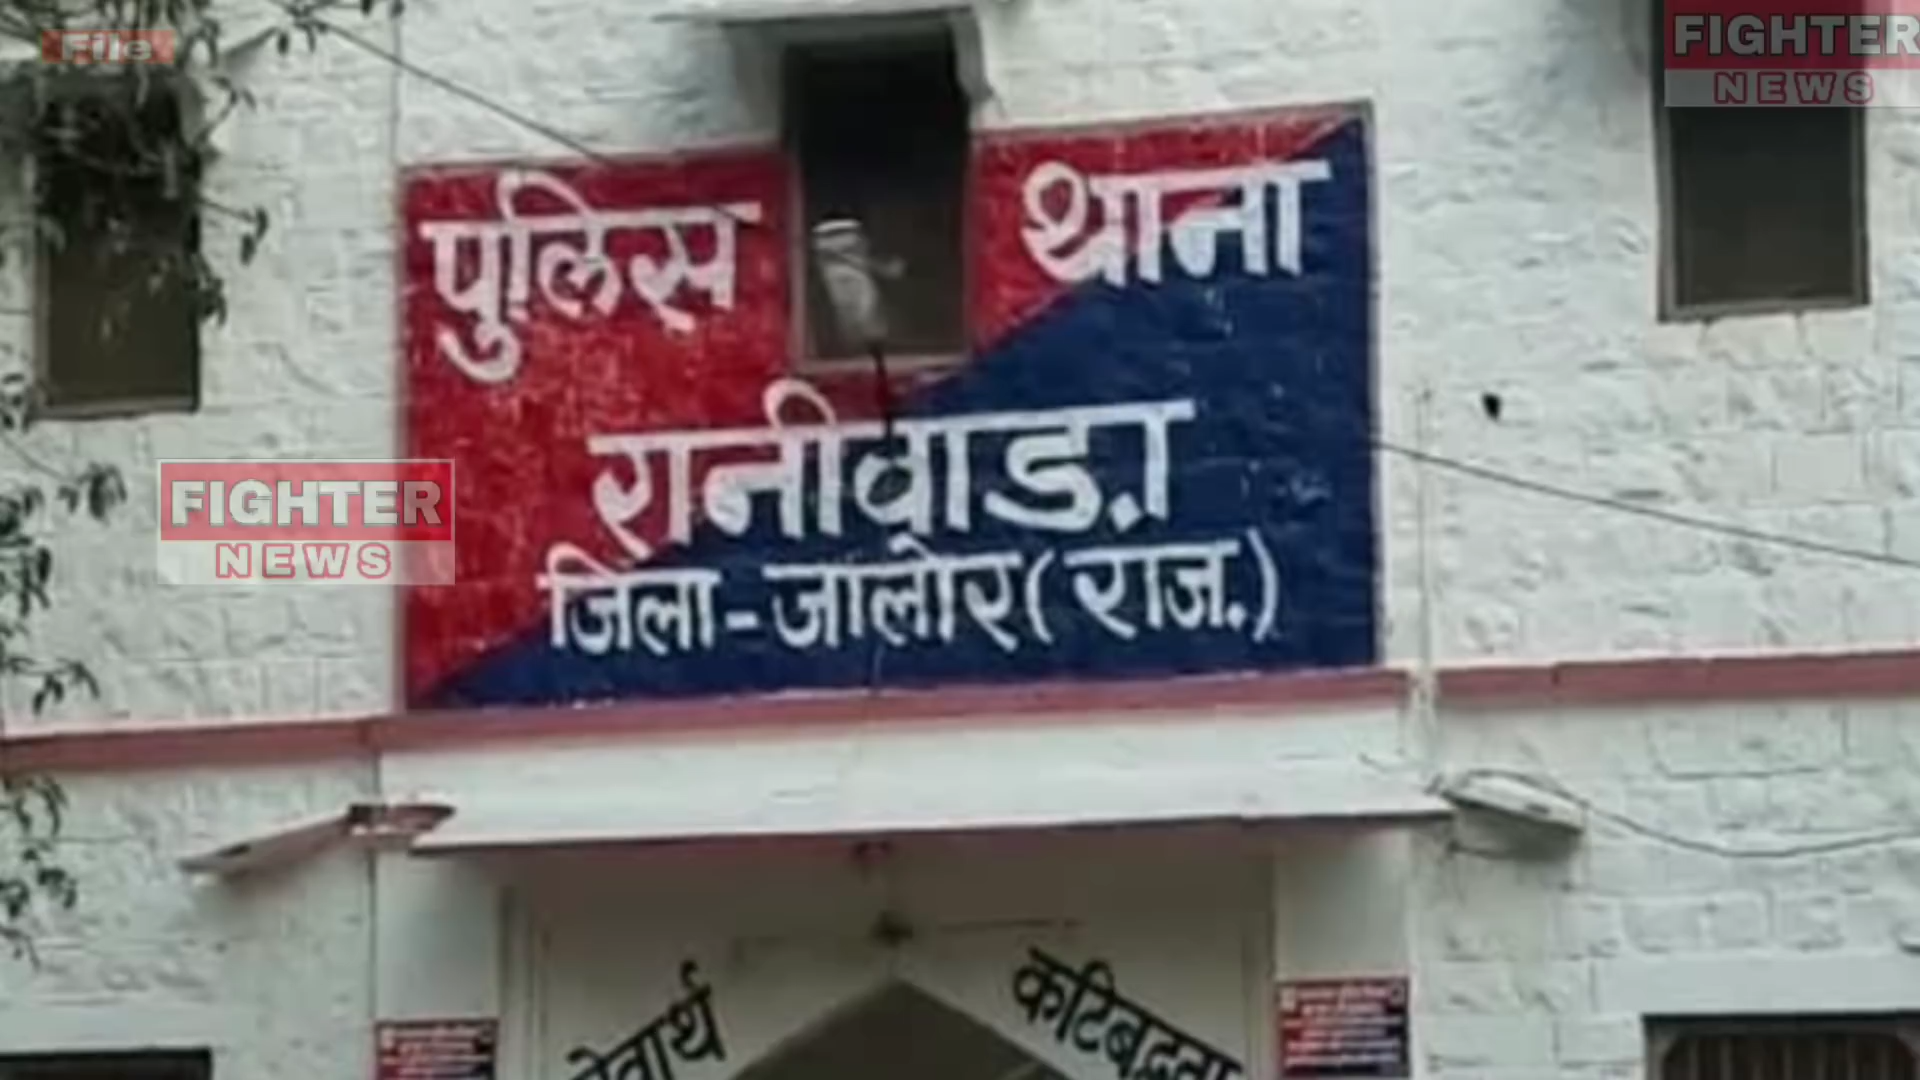 File
FIGHTER
NEWS
पुलिस थाना
रानीवाड़ा
जिला-जालोर(राज.)
FIGHTER
NEWS
कटिबद्धता